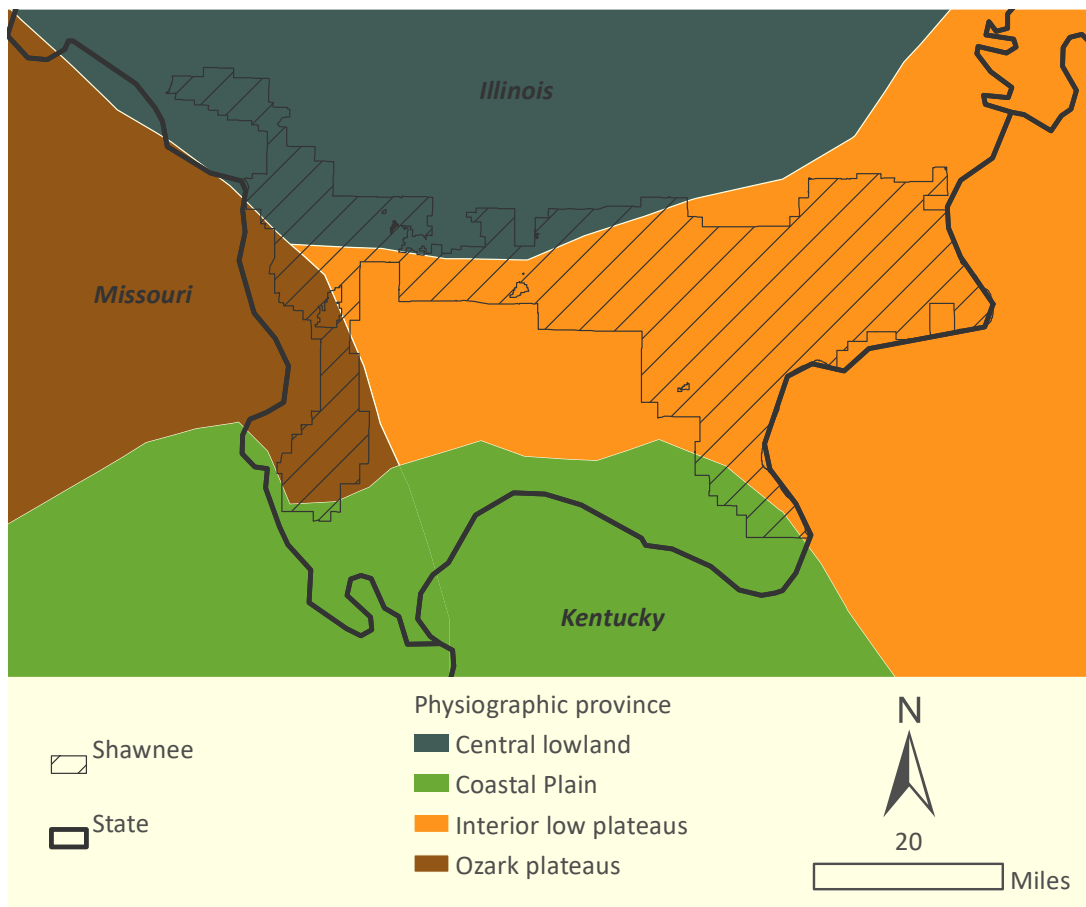 Illinois
Missouri
Kentucky
Shawnee
State
Physiographic province
Central lowland
Coastal Plain
Interior low plateaus
Ozark plateaus
N
20
Miles